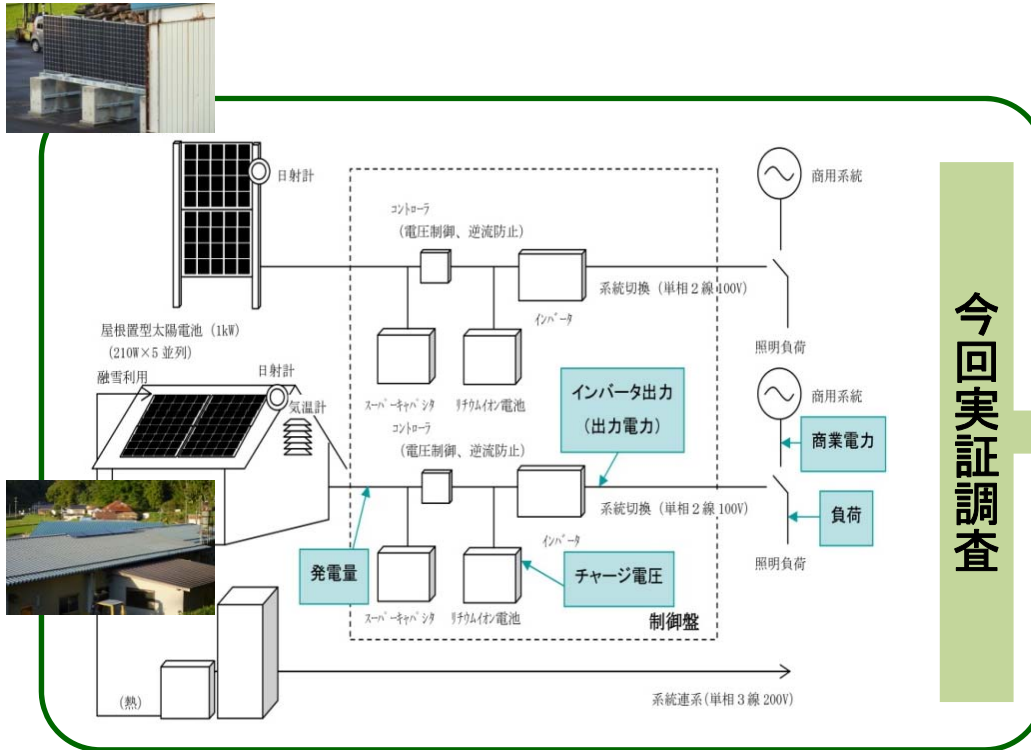 日射計
商用系統
コントローラ
(電圧制御、逆流防止)
系統切換 (単相2線100V)
インバータ
屋根置型太陽電池 (1kW)
(210W×5並列)
照明負荷
融雪利用
日射計
気温計
スーパーキャパシタ
リチウムイオン電池
コントローラ
(電圧制御、逆流防止)
インバータ出力
(出力電力)
商用系統
商業電力
系統切換 (単相2線100V)
負荷
インバータ
照明負荷
発電量
チャージ電圧
スーパーキャパシタ
リチウムイオン電池
制御盤
(熱)
系統連系(単相3線200V)
今回実証調査